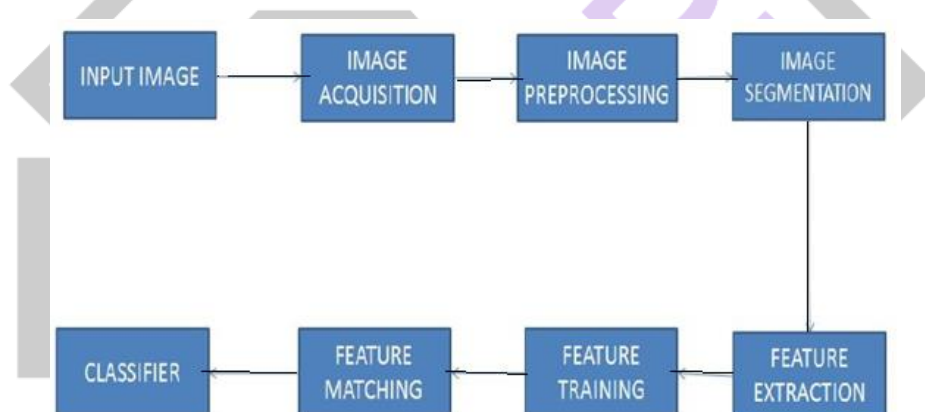 INPUT IMAGE
IMAGE
ACQUISITION
IMAGE
PREPROCESSING
IMAGE
SEGMENTATION
FEATURE
EXTRACTION
FEATURE
TRAINING
FEATURE
MATCHING
CLASSIFIER